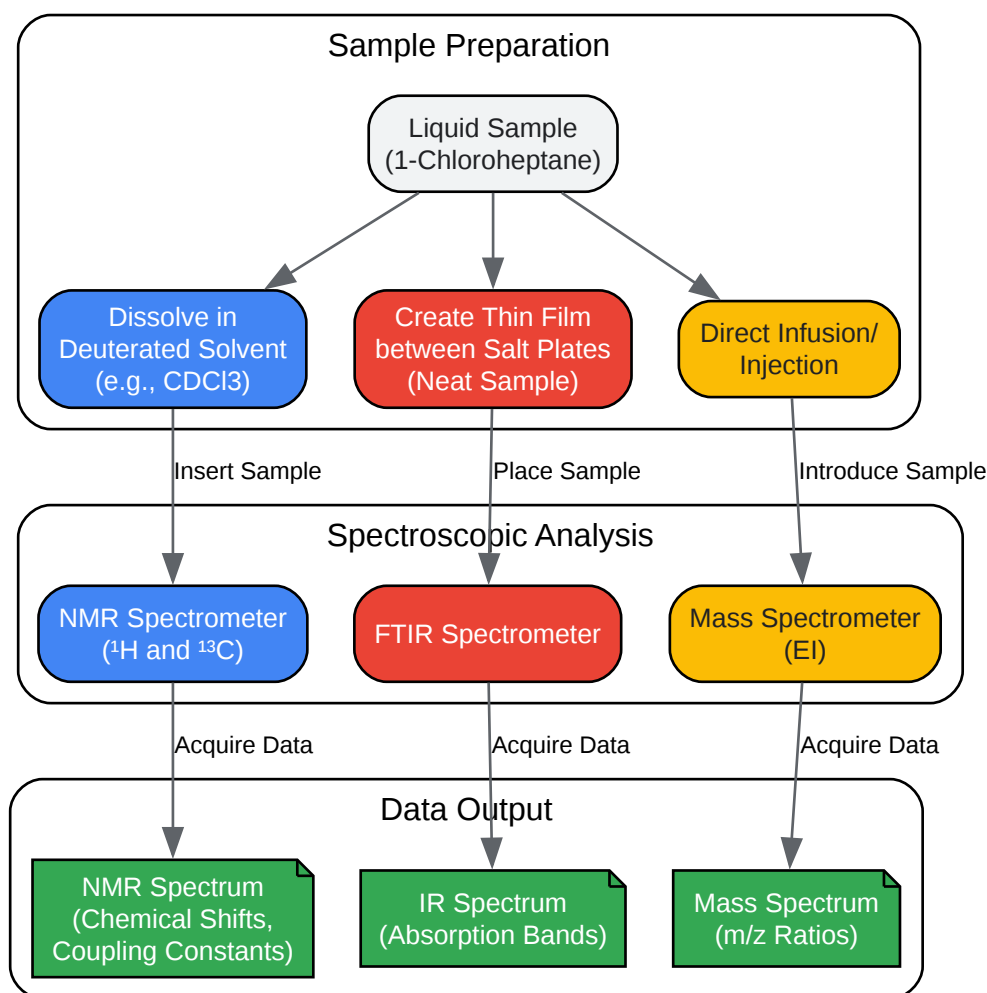 Sample Preparation
Liquid Sample
(1-Chloroheptane)
Dissolve in
Deuterated Solvent
(e.g., CDCl3)
Create Thin Film
between Salt Plates
(Neat Sample)
Direct Infusion/
Injection
Insert Sample
Place Sample
Introduce Sample
Spectroscopic Analysis
NMR Spectrometer
(¹H and ¹³C)
FTIR Spectrometer
Mass Spectrometer
(EI)
Acquire Data
Acquire Data
Acquire Data
Data Output
NMR Spectrum
(Chemical Shifts,
Coupling Constants)
IR Spectrum
(Absorption Bands)
Mass Spectrum
(m/z Ratios)